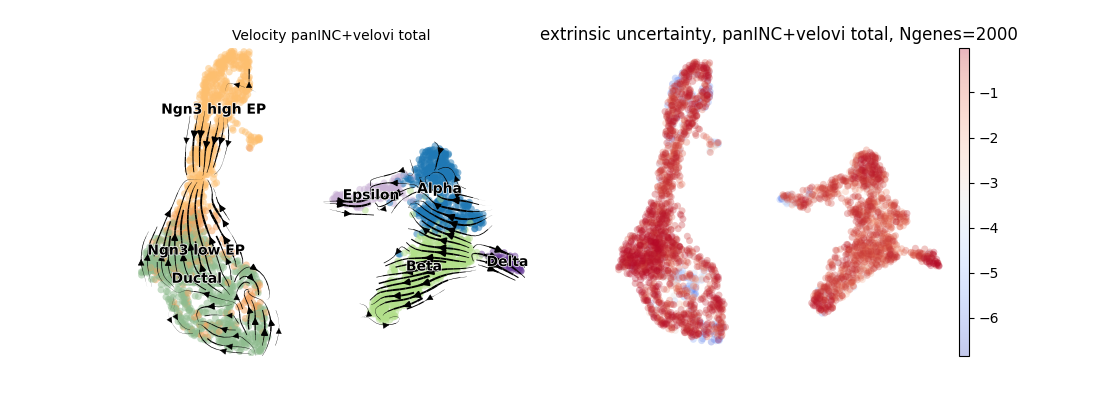 Velocity panINC+velovi total
Ngn3 high EP
Epsilon
Alpha
Ngn3 low EP
Ductal
Beta
Delta
extrinsic uncertainty, panINC+velovi total, Ngenes=2000
−1
−2
−3
−4
−5
−6